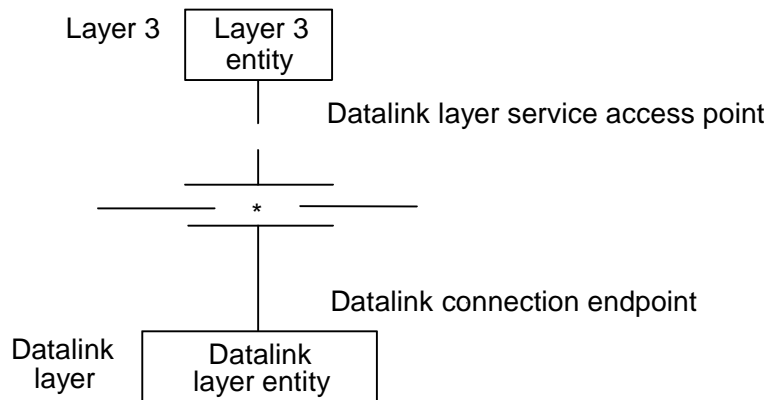 Layer 3
Layer 3
entity
Datalink layer service access point
*
Datalink connection endpoint
Datalink
layer
Datalink
layer entity